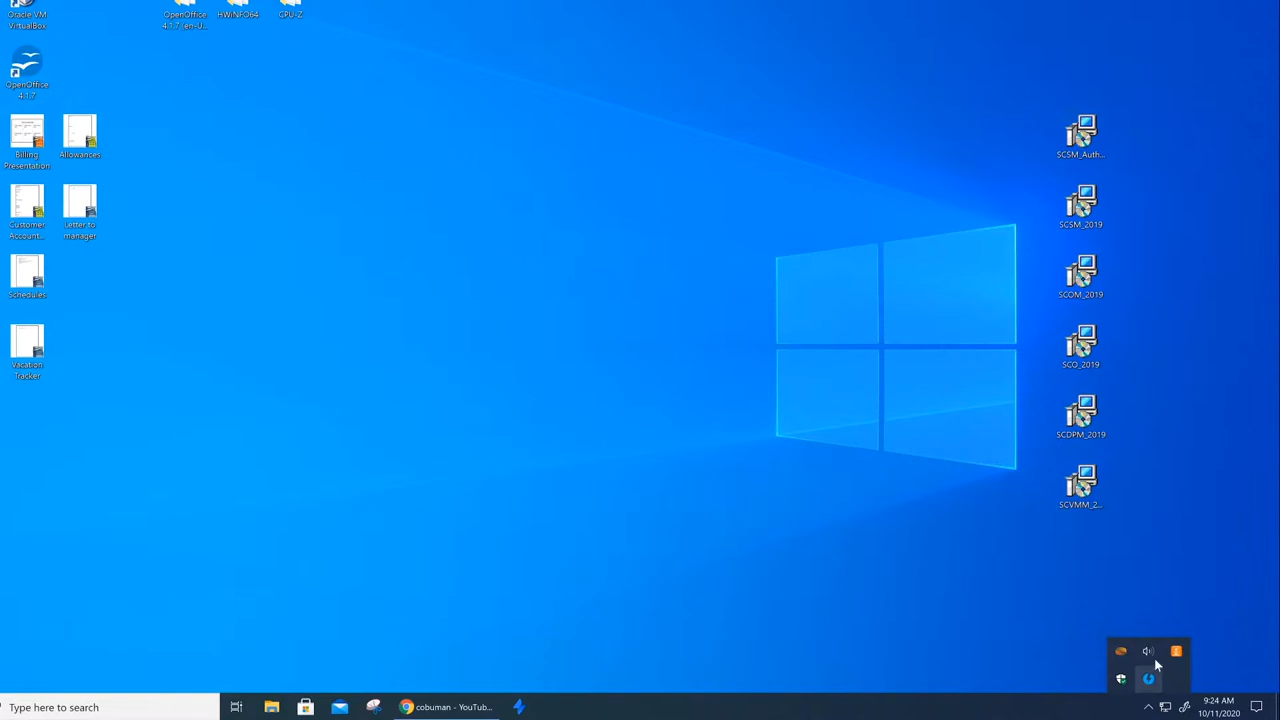 Oracle VM
VirtualBox
OpenOffice
4.1.7 (en-U...
HWiNFO64
CPU-Z
OpenOffice
4.1.7
Billing
Presentation
Allowances
Customer
Account...
Letter to
manager
Schedules
Vacation
Tracker
SCSM_Auth...
SCSM_2019
SCOM_2019
SCO_2019
SCDPM_2019
SCVMM_2...
Type here to search
cobuman - YouTub...
9:24 AM
10/11/2020